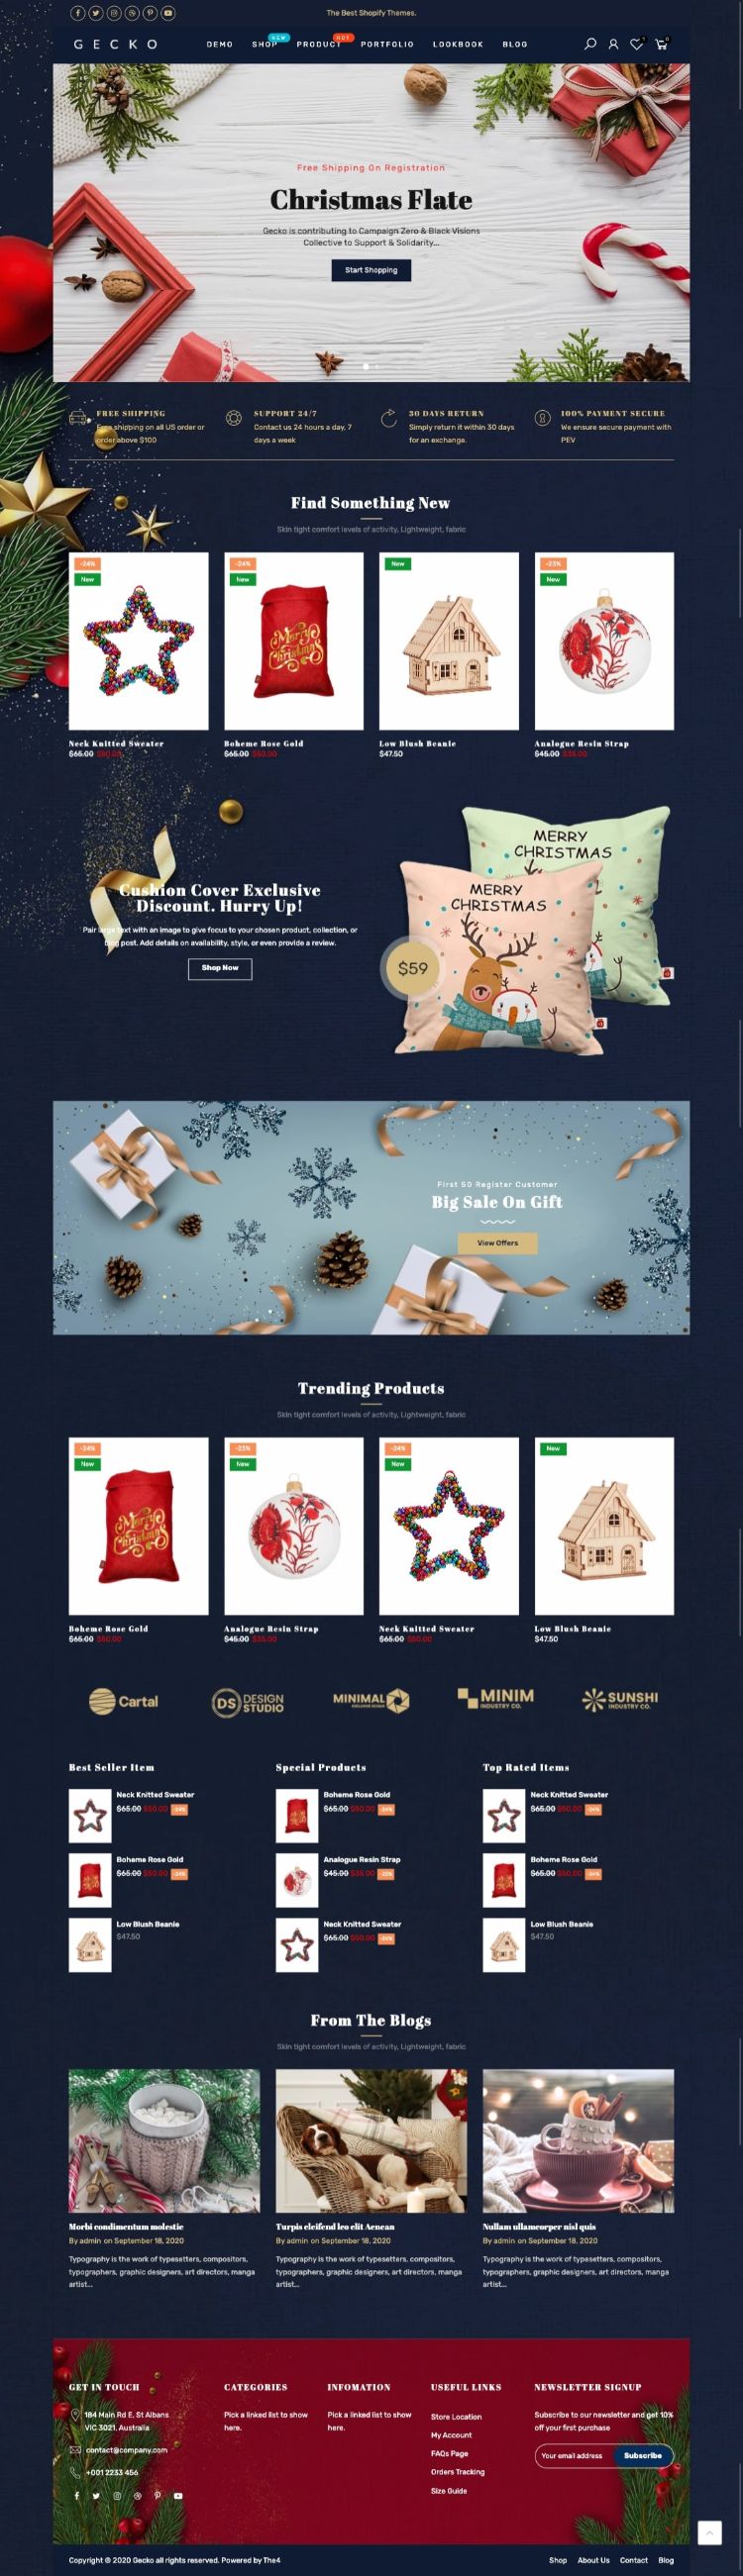 The Best Shopify Themes.
GECKO
DEMO SHOP NEW PRODUCT HOT PORTFOLIO LOOKBOOK BLOG
Free Shipping On Registration
Christmas Flate
Gecko is contributing to Campaign Zero & Black Visions
Collective to Support & Solidarity...
Start Shopping
FREE SHIPPING
Free shipping on all US order or
order above $100
SUPPORT 24/7
Contact us 24 hours a day, 7
days a week
30 DAYS RETURN
Simply return it within 30 days
for an exchange.
100% PAYMENT SECURE
We ensure secure payment with
PEV
Find Something New
Skin tight comfort levels of activity, Lightweight, fabric
-24%
New
Merry
Christmas
-24%
New
New
-23%
New
Neck Knitted Sweater
$65.00 $50.00
Boheme Rose Gold
$65.00 $50.00
Low Blush Beanie
$47.50
Analogue Resin Strap
$45.00 $35.00
Cushion Cover Exclusive
Discount. Hurry Up!
Pair large text with an image to give focus to your chosen product, collection, or
blog post. Add details on availability, style, or even provide a review.
Shop Now
MERRY
CHRISTMAS
MERRY
CHRISTMAS
$59
First 50 Registar Customer
Big Sale On Gift
View Offers
Trending Products
Skin tight comfort levels of activity, Lightweight, fabric
-24%
New
Merry
Christmas
-23%
New
-24%
New
New
Boheme Rose Gold
$65.00 $50.00
Analogue Resin Strap
$45.00 $35.00
Neck Knitted Sweater
$65.00 $50.00
Low Blush Beanie
$47.50
Cartal
DS DESIGN
STUDIO
MINIMAL
MINIM
INDUSTRY CO.
SUNSHI
INDUSTRY CO.
Best Seller Item
Neck Knitted Sweater
$65.00 $50.00 -24%
Boheme Rose Gold
$65.00 $50.00 -24%
Low Blush Beanie
$47.50
Special Products
Boheme Rose Gold
$65.00 $50.00 -24%
Analogue Resin Strap
$45.00 $35.00 -23%
Neck Knitted Sweater
$65.00 $50.00 -24%
Top Rated Items
Neck Knitted Sweater
$65.00 $50.00 -24%
Boheme Rose Gold
$65.00 $50.00 -24%
Low Blush Beanie
$47.50
From The Blogs
Skin tight comfort levels of activity, Lightweight, fabric
Morbi condimentum molestie
By admin on September 18, 2020
Typography is the work of typesetters, compositors,
typographers, graphic designers, art directors, manga
artist...
Turpis eleifend leo elit Aenean
By admin on September 18, 2020
Typography is the work of typesetters, compositors,
typographers, graphic designers, art directors, manga
artist...
Nullam ullamcorper nisl quis
By admin on September 18, 2020
Typography is the work of typesetters, compositors,
typographers, graphic designers, art directors, manga
artist...
GET IN TOUCH
184 Main Rd E, St Albans
VIC 3021, Australia
contact@company.com
+001 2233 456
CATEGORIES
Pick a linked list to show
here.
INFOMATION
Pick a linked list to show
here.
USEFUL LINKS
Store Location
My Account
FAQs Page
Orders Tracking
Size Guide
NEWSLETTER SIGNUP
Subscribe to our newsletter and get 10%
off your first purchase
Your email address Subscribe
Copyright © 2020 Gecko all rights reserved. Powered by The4
Shop About Us Contact Blog